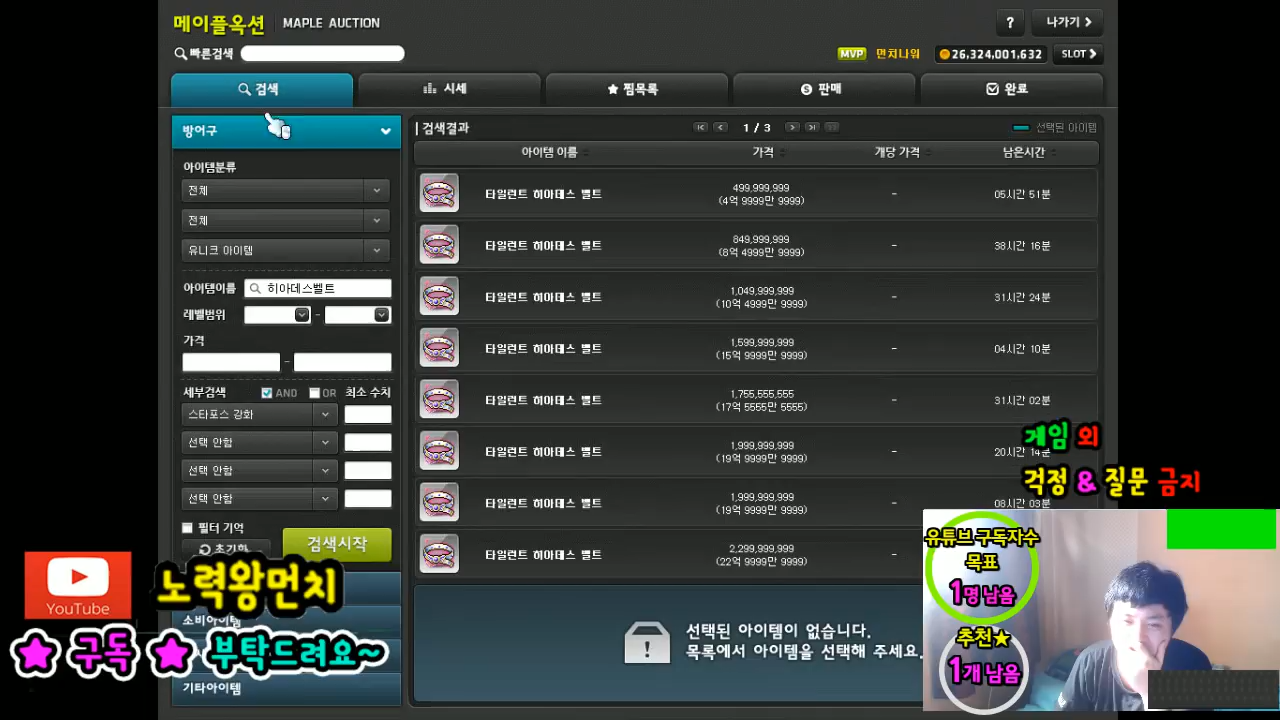 메이플옥션 MAPLE AUCTION
? 나가기
빠른검색
MVP 먼치나워 26,324,001,632 SLOT
검색 시세 찜목록 판매 완료
방어구
아이템분류
전체
전체
유니크 아이템
아이템이름 히아데스벨트
레벨범위 -
가격
-
세부검색 AND OR 최소 수치
스타포스 강화
선택 안함
선택 안함
선택 안함
필터 기억
초기화 검색시작
소비아이템
기타아이템
검색결과 1 / 3 선택된 아이템
아이템 이름 가격 개당 가격 남은시간
타일런트 히아데스 벨트 499,999,999 - 05시간 51분
(4억 9999만 9999)
타일런트 히아데스 벨트 849,999,999 - 38시간 16분
(8억 4999만 9999)
타일런트 히아데스 벨트 1,049,999,999 - 31시간 24분
(10억 4999만 9999)
타일런트 히아데스 벨트 1,599,999,999 - 04시간 10분
(15억 9999만 9999)
타일런트 히아데스 벨트 1,755,555,555 - 31시간 02분
(17억 5555만 5555)
타일런트 히아데스 벨트 1,999,999,999 - 20시간 14분
(19억 9999만 9999)
타일런트 히아데스 벨트 1,999,999,999 - 08시간 03분
(19억 9999만 9999)
타일런트 히아데스 벨트 2,299,999,999 -
(22억 9999만 9999)
선택된 아이템이 없습니다.
목록에서 아이템을 선택해 주세요.
게임 외
걱정 & 질문 금지
유튜브 구독자수
목표
1명 남음
추천★
1개 남음
YouTube
노력왕먼치
★ 구독 ★ 부탁드려요~